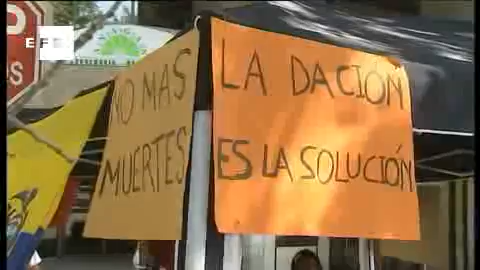 EFE:
NO MAS
MUERTES
LA DACIÓN
ES LA SOLUCIÓN